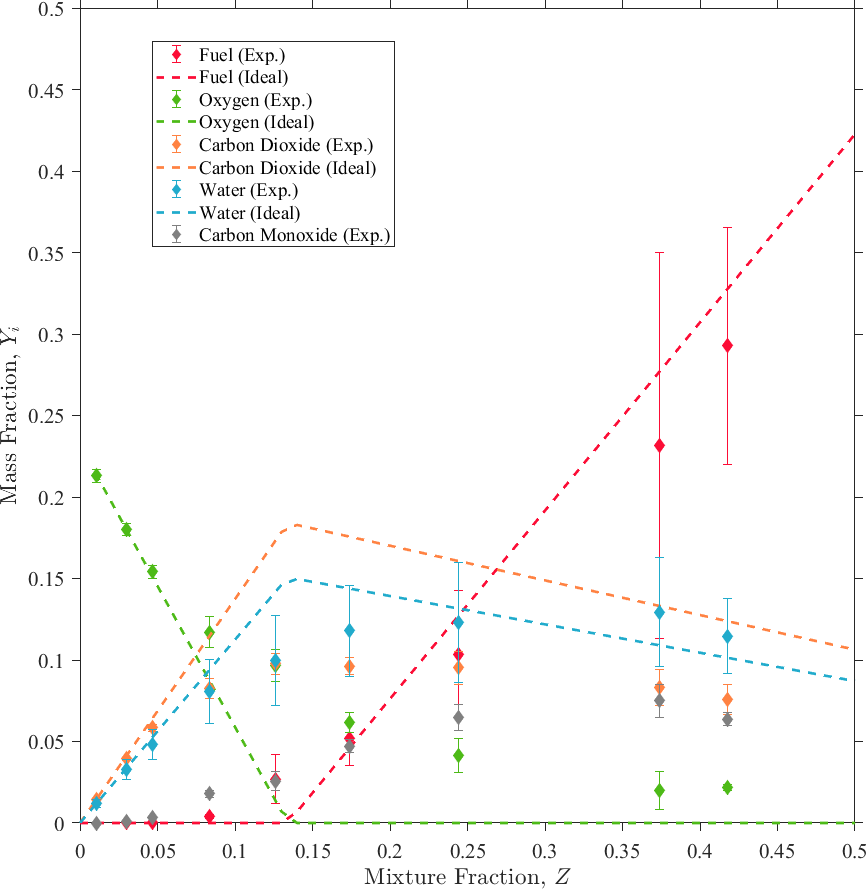 0.5
0.45
0.4
0.35
0.3
0.25
0.2
0.15
0.1
0.05
0
Mass Fraction, Yᵢ
Fuel (Exp.)
Fuel (Ideal)
Oxygen (Exp.)
Oxygen (Ideal)
Carbon Dioxide (Exp.)
Carbon Dioxide (Ideal)
Water (Exp.)
Water (Ideal)
Carbon Monoxide (Exp.)
0 0.05 0.1 0.15 0.2 0.25 0.3 0.35 0.4 0.45 0.5
Mixture Fraction, Z